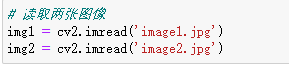 # 读取两张图像
img1 = cv2.imread('image1.jpg')
img2 = cv2.imread('image2.jpg')